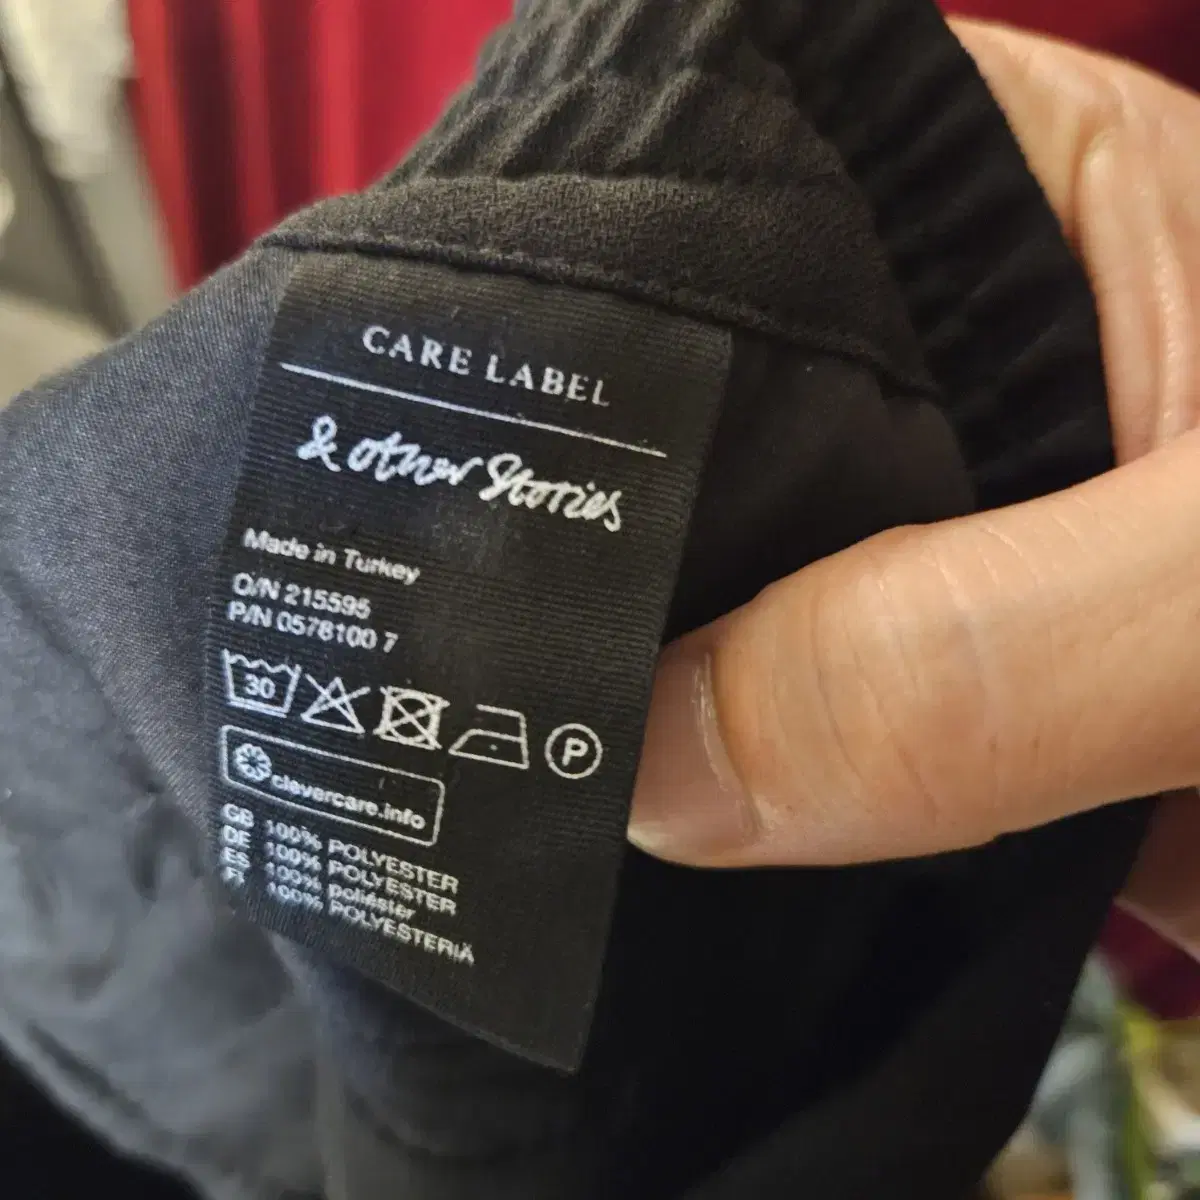 CARE LABEL
& other Stories
Made in Turkey
O/N 215595
P/N 0578100 7
30
P
clevercare.info
GB 100% POLYESTER
DE 100% POLYESTER
ES 100% poliéster
FI 100% POLYESTERIÄ